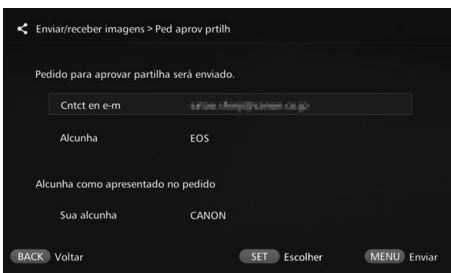 Enviar/receber imagens > Ped aprov prtilh
Pedido para aprovar partilha será enviado.
Cntct en e-m
Alcunha EOS
Alcunha como apresentado no pedido
Sua alcunha CANON
BACK Voltar SET Escolher MENU Enviar